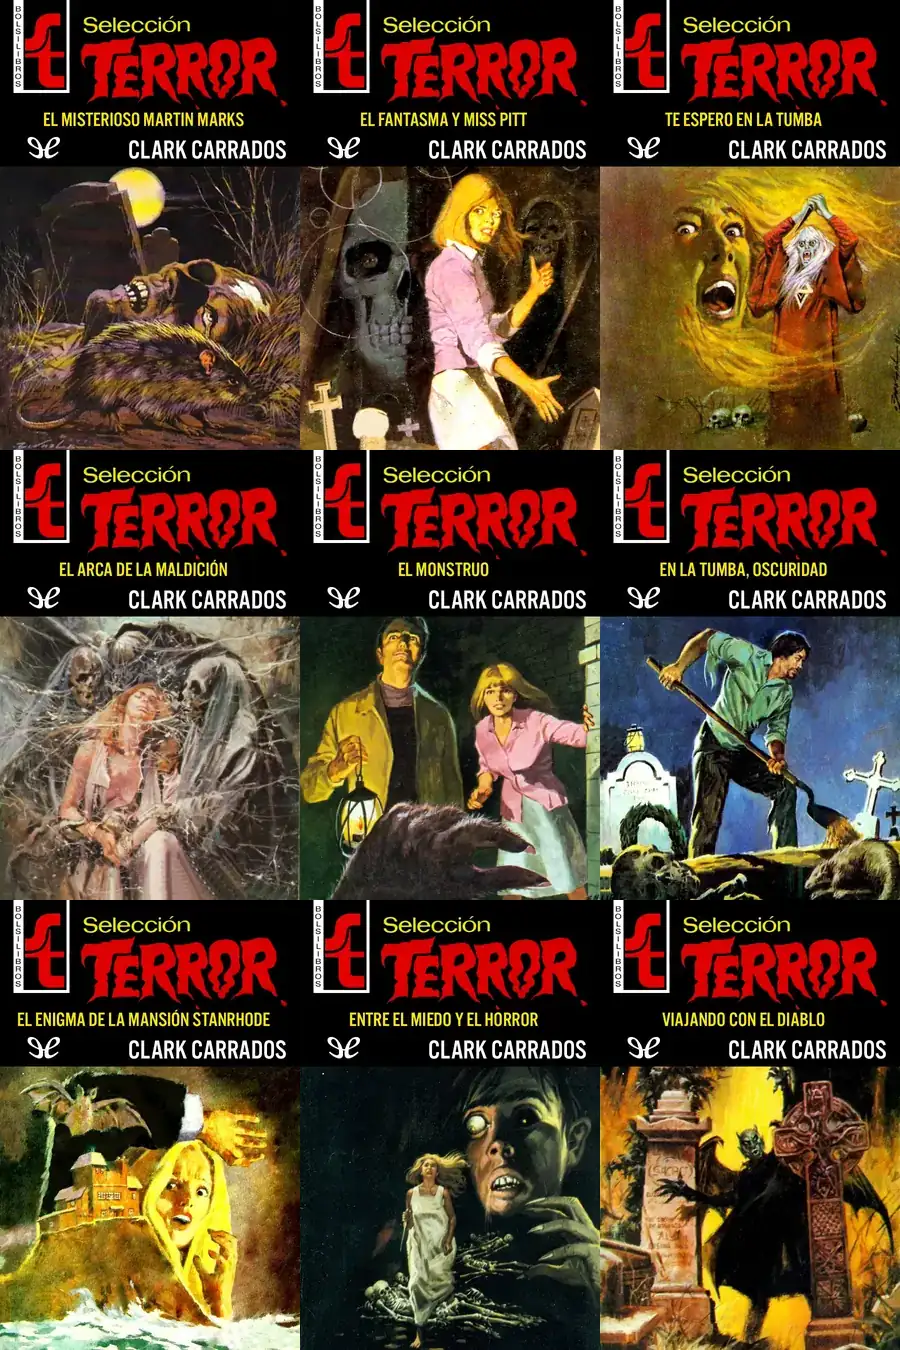 BOLSILIBROS
Selección
TERROR
EL MISTERIOSO MARTIN MARKS
CLARK CARRADOS
BOLSILIBROS
Selección
TERROR
EL FANTASMA Y MISS PITT
CLARK CARRADOS
BOLSILIBROS
Selección
TERROR
TE ESPERO EN LA TUMBA
CLARK CARRADOS
BOLSILIBROS
Selección
TERROR
EL ARCA DE LA MALDICIÓN
CLARK CARRADOS
BOLSILIBROS
Selección
TERROR
EL MONSTRUO
CLARK CARRADOS
BOLSILIBROS
Selección
TERROR
EN LA TUMBA, OSCURIDAD
CLARK CARRADOS
BOLSILIBROS
Selección
TERROR
EL ENIGMA DE LA MANSIÓN STANRHODE
CLARK CARRADOS
BOLSILIBROS
Selección
TERROR
ENTRE EL MIEDO Y EL HORROR
CLARK CARRADOS
BOLSILIBROS
Selección
TERROR
VIAJANDO CON EL DIABLO
CLARK CARRADOS